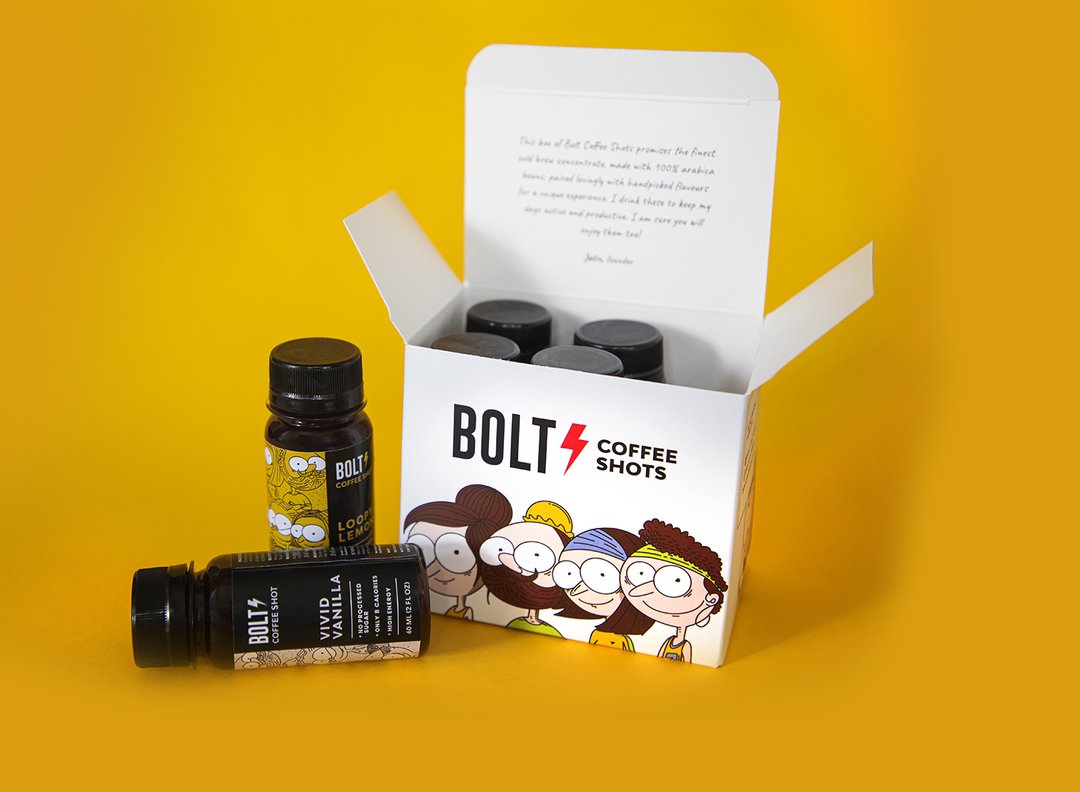 This box of Bolt Coffee Shots promises the finest
cold brew concentrate, made with 100% arabica
beans, paired lovingly with handpicked flavours
for a unique experience. I drink these to keep my
days active and productive. I am sure you will
enjoy them too!
founder
BOLT
COFFEE
SHOTS
BOLT
COFFEE SHOT
LOOPY
LEMON
BOLT
COFFEE SHOT
VIVID
VANILLA
• NO PROCESSED
SUGAR
• ONLY 8 CALORIES
• HIGH ENERGY
60 ML (2 FL OZ)